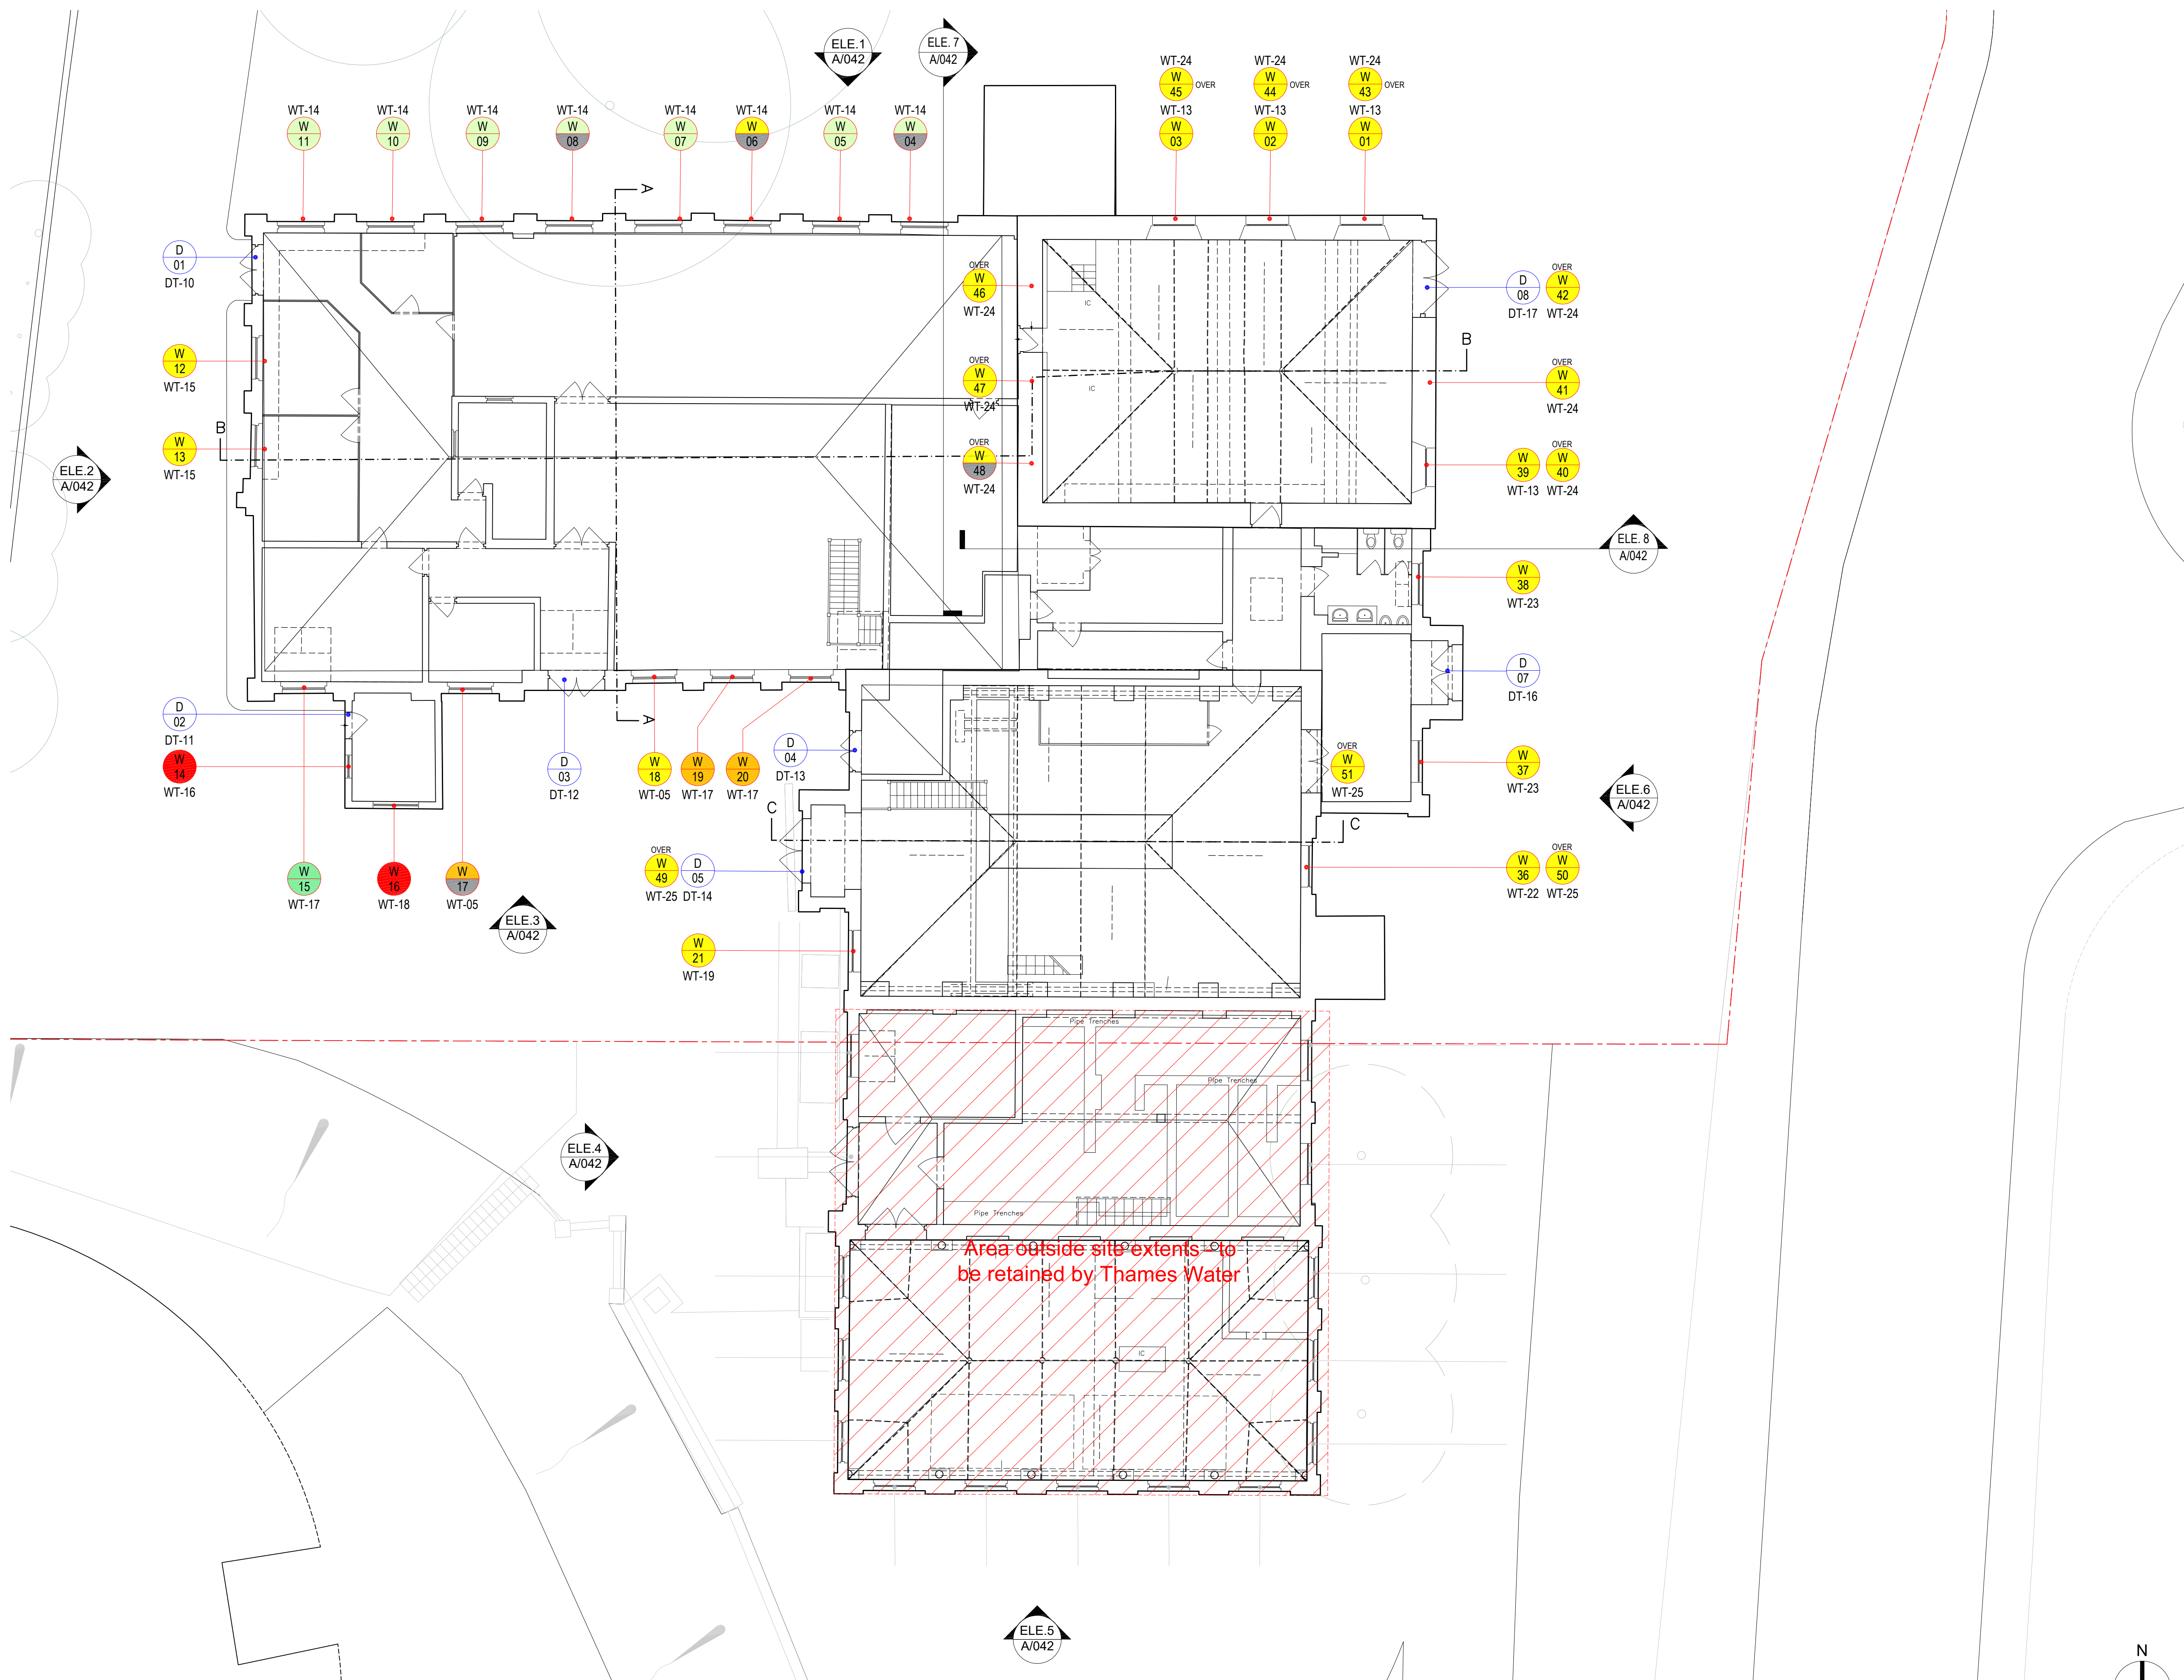 ELE.1
A/042
ELE. 7
A/042
WT-24
W
45
OVER
WT-13
W
03
WT-24
W
44
OVER
WT-13
W
02
WT-24
W
43
OVER
WT-13
W
01
WT-14
W
11
WT-14
W
10
WT-14
W
09
WT-14
W
08
WT-14
W
07
WT-14
W
06
WT-14
W
05
WT-14
W
04
A
D
01
DT-10
OVER
W
46
WT-24
IC
D
08
DT-17
OVER
W
42
WT-24
W
12
WT-15
OVER
W
47
WT-24
IC
B
OVER
W
41
WT-24
B
W
13
WT-15
OVER
W
48
WT-24
W
39
WT-13
OVER
W
40
WT-24
ELE.2
A/042
ELE. 8
A/042
W
38
WT-23
D
07
DT-16
A
D
02
DT-11
W
14
WT-16
D
03
DT-12
W
18
WT-05
W
19
WT-17
W
20
WT-17
D
04
DT-13
OVER
W
51
WT-25
W
37
WT-23
ELE.6
A/042
C
C
W
15
WT-17
W
16
WT-18
W
17
WT-05
OVER
W
49
WT-25
D
05
DT-14
W
36
WT-22
OVER
W
50
WT-25
ELE.3
A/042
W
21
WT-19
Pipe Trenches
Pipe Trenches
ELE.4
A/042
Pipe Trenches
Area outside site extents - to
be retained by Thames Water
IC
ELE.5
A/042
N